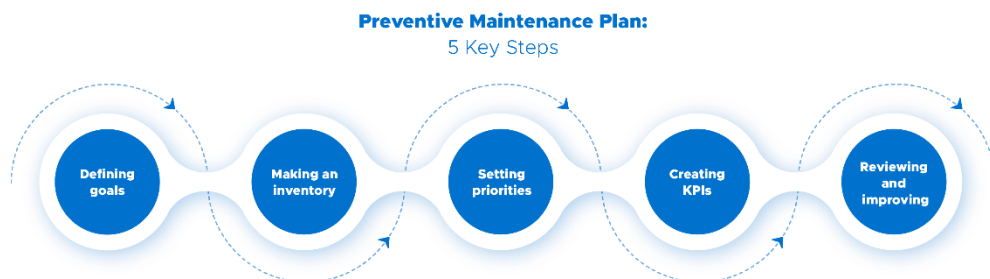 Preventive Maintenance Plan:
5 Key Steps
Defining
goals
Making an
inventory
Setting
priorities
Creating
KPIs
Reviewing
and
improving